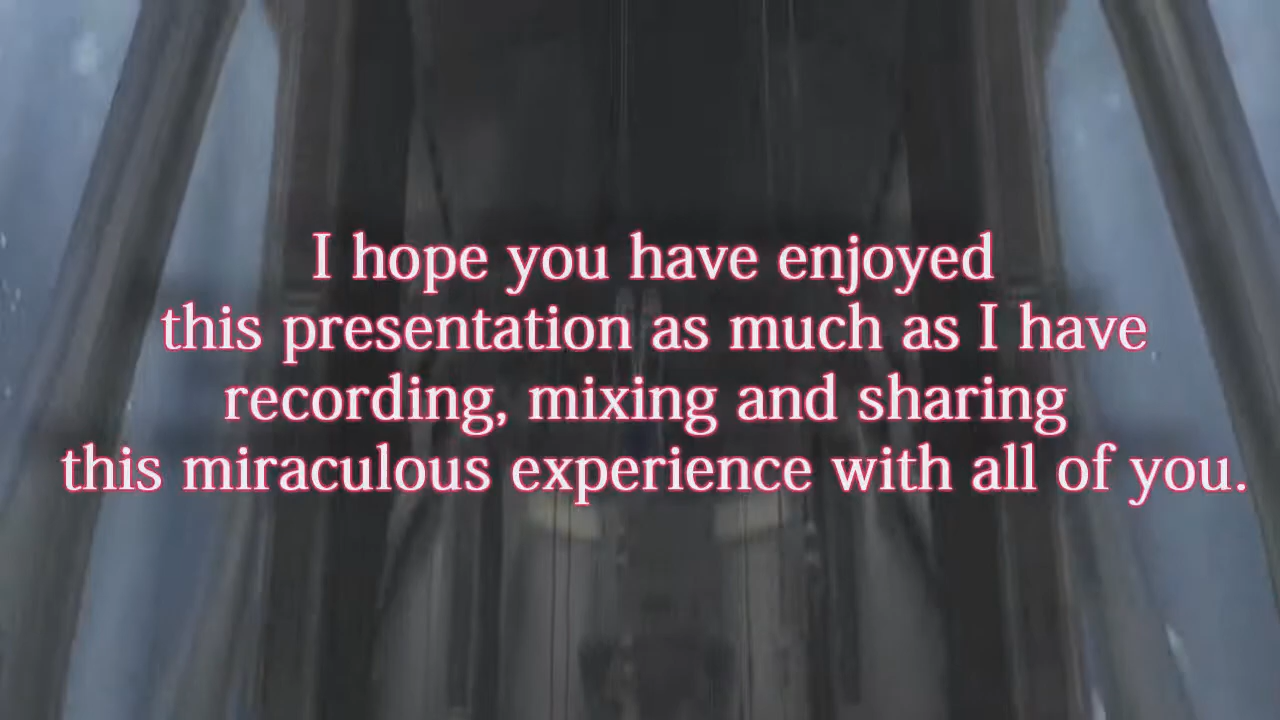 I hope you have enjoyed
this presentation as much as I have
recording, mixing and sharing
this miraculous experience with all of you.